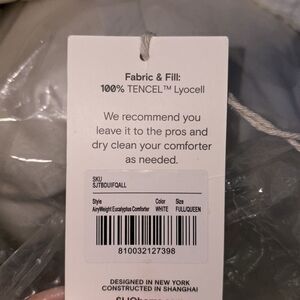 Fabric & Fill:
100% TENCEL™ Lyocell
We recommend you
leave it to the pros and
dry clean your comforter
as needed.
SKU
SJTBDUIFQALL
Style Color Size
AiryWeight Eucalyptus Comforter WHITE FULL/QUEEN
810032127398
DESIGNED IN NEW YORK
CONSTRUCTED IN SHANGHAI